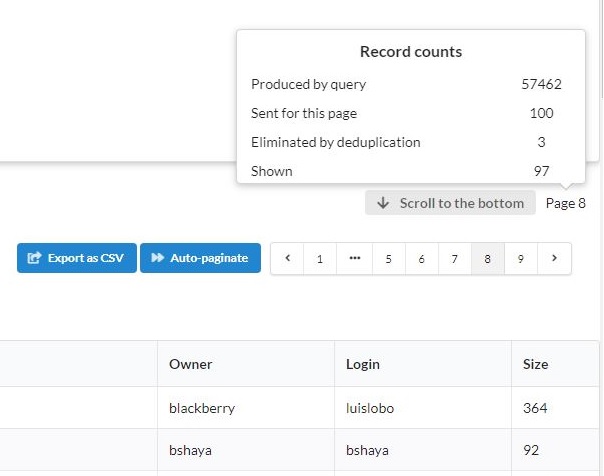 Record counts
Produced by query 57462
Sent for this page 100
Eliminated by deduplication 3
Shown 97
Scroll to the bottom Page 8
Export as CSV Auto-paginate 1 ••• 5 6 7 8 9
Owner Login Size
blackberry luislobo 364
bshaya bshaya 92